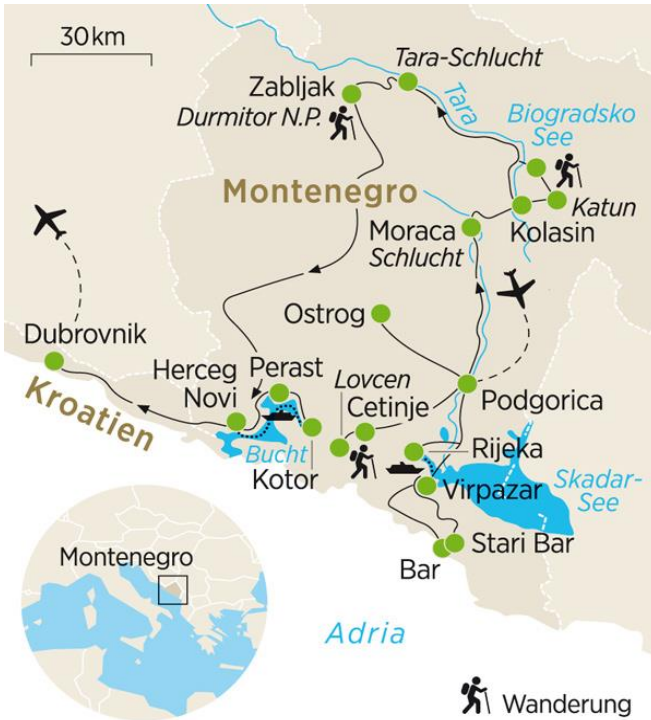 30 km
Tara-Schlucht
Zabljak
Durmitor N.P.
Tara
Biogradsko
See
Montenegro
Katun
Moraca
Schlucht
Kolasin
Ostrog
Dubrovnik
Kroatien
Herceg
Novi
Perast
Lovcen
Cetinje
Podgorica
Bucht
Kotor
Rijeka
Virpazar
Skadar-
See
Stari Bar
Bar
Montenegro
Adria
Wanderung